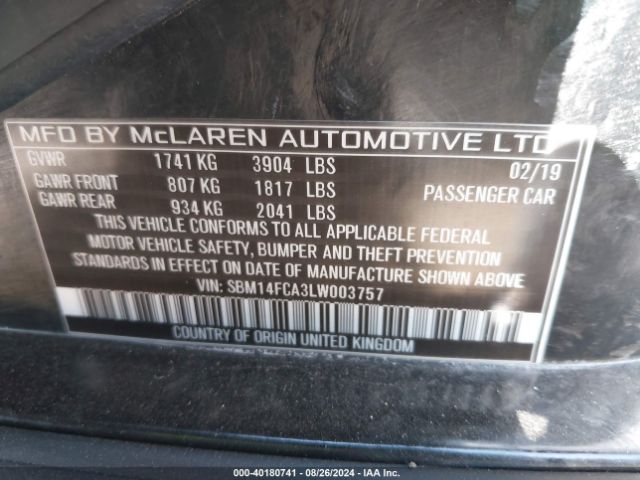 MFD BY McLAREN AUTOMOTIVE LTD
GVWR 1741 KG 3904 LBS 02/19
GAWR FRONT 807 KG 1817 LBS PASSENGER CAR
GAWR REAR 934 KG 2041 LBS
THIS VEHICLE CONFORMS TO ALL APPLICABLE FEDERAL
MOTOR VEHICLE SAFETY, BUMPER AND THEFT PREVENTION
STANDARDS IN EFFECT ON DATE OF MANUFACTURE SHOWN ABOVE
VIN: SBM14FCA3LW003757
COUNTRY OF ORIGIN UNITED KINGDOM
000-40180741 - 08/26/2024 - IAA Inc.